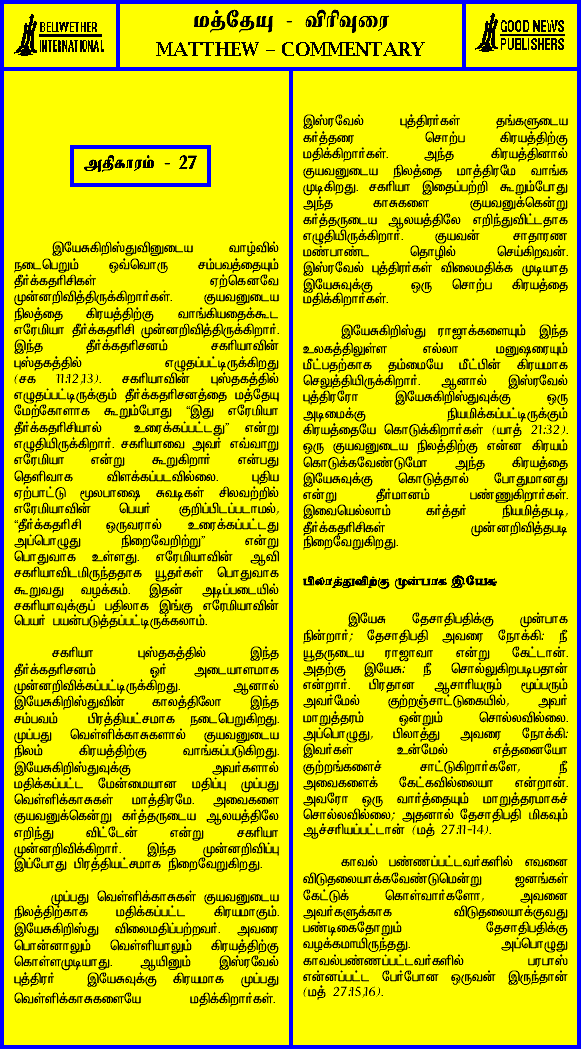 BELLWETHER
INTERNATIONAL
மத்தேயு - விரிவுரை
MATTHEW – COMMENTARY
GOOD NEWS
PUBLISHERS
அதிகாரம் - 27
இயேசுகிறிஸ்துவினுடைய வாழ்வில்
நடைபெறும் ஒவ்வொரு சம்பவத்தையும்
தீர்க்கதரிசிகள் ஏற்கெனவே
முன்னறிவித்திருக்கிறார்கள். குயவனுடைய
நிலத்தை கிரயத்திற்கு வாங்கியதைக்கூட
எரேமியா தீர்க்கதரிசி முன்னறிவித்திருக்கிறார்.
இந்த தீர்க்கதரிசனம் சகரியாவின்
புஸ்தகத்தில் எழுதப்பட்டிருக்கிறது
(சக 11:12,13). சகரியாவின் புஸ்தகத்தில்
எழுதப்பட்டிருக்கும் தீர்க்கதரிசனத்தை மத்தேயு
மேற்கோளாக கூறும்போது “இது எரேமியா
தீர்க்கதரிசியால் உரைக்கப்பட்டது” என்று
எழுதியிருக்கிறார். சகரியாவை அவர் எவ்வாறு
எரேமியா என்று கூறுகிறார் என்பது
தெளிவாக விளக்கப்படவில்லை. புதிய
ஏற்பாட்டு மூலபாஷை சுவடிகள் சிலவற்றில்
எரேமியாவின் பெயர் குறிப்பிடப்படாமல்,
“தீர்க்கதரிசி ஒருவரால் உரைக்கப்பட்டது
அப்பொழுது நிறைவேறிற்று” என்று
பொதுவாக உள்ளது. எரேமியாவின் ஆவி
சகரியாவிடமிருந்ததாக யூதர்கள் பொதுவாக
கூறுவது வழக்கம். இதன் அடிப்படையில்
சகரியாவுக்குப் பதிலாக இங்கு எரேமியாவின்
பெயர் பயன்படுத்தப்பட்டிருக்கலாம்.
சகரியா புஸ்தகத்தில் இந்த
தீர்க்கதரிசனம் ஓர் அடையாளமாக
முன்னறிவிக்கப்பட்டிருக்கிறது. ஆனால்
இயேசுகிறிஸ்துவின் காலத்திலோ இந்த
சம்பவம் பிரத்தியட்சமாக நடைபெறுகிறது.
முப்பது வெள்ளிக்காசுகளால் குயவனுடைய
நிலம் கிரயத்திற்கு வாங்கப்படுகிறது.
இயேசுகிறிஸ்துவுக்கு அவர்களால்
மதிக்கப்பட்ட மேன்மையான மதிப்பு முப்பது
வெள்ளிக்காசுகள் மாத்திரமே. அவைகளை
குயவனுக்கென்று கர்த்தருடைய ஆலயத்திலே
எறிந்து விட்டேன் என்று சகரியா
முன்னறிவிக்கிறார். இந்த முன்னறிவிப்பு
இப்போது பிரத்தியட்சமாக நிறைவேறுகிறது.
முப்பது வெள்ளிக்காசுகள் குயவனுடைய
நிலத்திற்காக மதிக்கப்பட்ட கிரயமாகும்.
இயேசுகிறிஸ்து விலைமதிப்பற்றவர். அவரை
பொன்னாலும் வெள்ளியாலும் கிரயத்திற்கு
கொள்ளமுடியாது. ஆயினும் இஸ்ரவேல்
புத்திரர் இயேசுவுக்கு கிரயமாக முப்பது
வெள்ளிக்காசுகளையே மதிக்கிறார்கள்.
இஸ்ரவேல் புத்திரர்கள் தங்களுடைய
கர்த்தரை சொற்ப கிரயத்திற்கு
மதிக்கிறார்கள். அந்த கிரயத்தினால்
குயவனுடைய நிலத்தை மாத்திரமே வாங்க
முடிகிறது. சகரியா இதைப்பற்றி கூறும்போது
அந்த காசுகளை குயவனுக்கென்று
கர்த்தருடைய ஆலயத்திலே எறிந்துவிட்டதாக
எழுதியிருக்கிறார். குயவன் சாதாரண
மண்பாண்ட தொழில் செய்கிறவன்.
இஸ்ரவேல் புத்திரர்கள் விலைமதிக்க முடியாத
இயேசுவுக்கு ஒரு சொற்ப கிரயத்தை
மதிக்கிறார்கள்.
இயேசுகிறிஸ்து ராஜாக்களையும் இந்த
உலகத்திலுள்ள எல்லா மனுஷரையும்
மீட்பதற்காக தம்மையே மீட்பின் கிரயமாக
செலுத்தியிருக்கிறார். ஆனால் இஸ்ரவேல்
புத்திரரோ இயேசுகிறிஸ்துவுக்கு ஒரு
அடிமைக்கு நியமிக்கப்பட்டிருக்கும்
கிரயத்தையே கொடுக்கிறார்கள் (யாத் 21:32).
ஒரு குயவனுடைய நிலத்திற்கு என்ன கிரயம்
கொடுக்கவேண்டுமோ அந்த கிரயத்தை
இயேசுவுக்கு கொடுத்தால் போதுமானது
என்று தீர்மானம் பண்ணுகிறார்கள்.
இவையெல்லாம் கர்த்தர் நியமித்தபடி,
தீர்க்கதரிசிகள் முன்னறிவித்தபடி
நிறைவேறுகிறது.
பிலாத்துவிற்கு முன்பாக இயேசு
இயேசு தேசாதிபதிக்கு முன்பாக
நின்றார்; தேசாதிபதி அவரை நோக்கி: நீ
யூதருடைய ராஜாவா என்று கேட்டான்.
அதற்கு இயேசு: நீ சொல்லுகிறபடிதான்
என்றார். பிரதான ஆசாரியரும் மூப்பரும்
அவர்மேல் குற்றஞ்சாட்டுகையில், அவர்
மாறுத்தரம் ஒன்றும் சொல்லவில்லை.
அப்பொழுது, பிலாத்து அவரை நோக்கி:
இவர்கள் உன்மேல் எத்தனையோ
குற்றங்களைச் சாட்டுகிறார்களே, நீ
அவைகளைக் கேட்கவில்லையா என்றான்.
அவரோ ஒரு வார்த்தையும் மாறுத்தரமாகச்
சொல்லவில்லை; அதனால் தேசாதிபதி மிகவும்
ஆச்சரியப்பட்டான் (மத் 27:11-14).
காவல் பண்ணப்பட்டவர்களில் எவனை
விடுதலையாக்கவேண்டுமென்று ஜனங்கள்
கேட்டுக் கொள்வார்களோ, அவனை
அவர்களுக்காக விடுதலையாக்குவது
பண்டிகைதோறும் தேசாதிபதிக்கு
வழக்கமாயிருந்தது. அப்பொழுது
காவல்பண்ணப்பட்டவர்களில் பரபாஸ்
என்னப்பட்ட பேர்போன ஒருவன் இருந்தான்
(மத் 27:15,16).